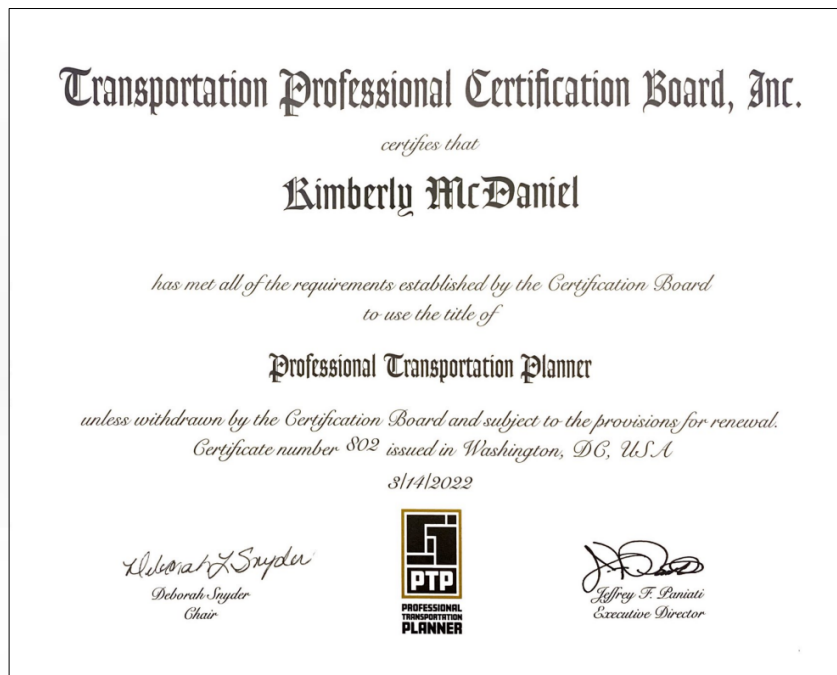 Transportation Professional Certification Board, Inc.
certifies that
Kimberly McDaniel
has met all of the requirements established by the Certification Board
to use the title of
Professional Transportation Planner
unless withdrawn by the Certification Board and subject to the provisions for renewal.
Certificate number 802 issued in Washington, DC, USA
3/14/2022
Deborah L Snyder
Deborah Snyder
Chair
PTP
PROFESSIONAL
TRANSPORTATION
PLANNER
Jeffrey F. Paniati
Executive Director